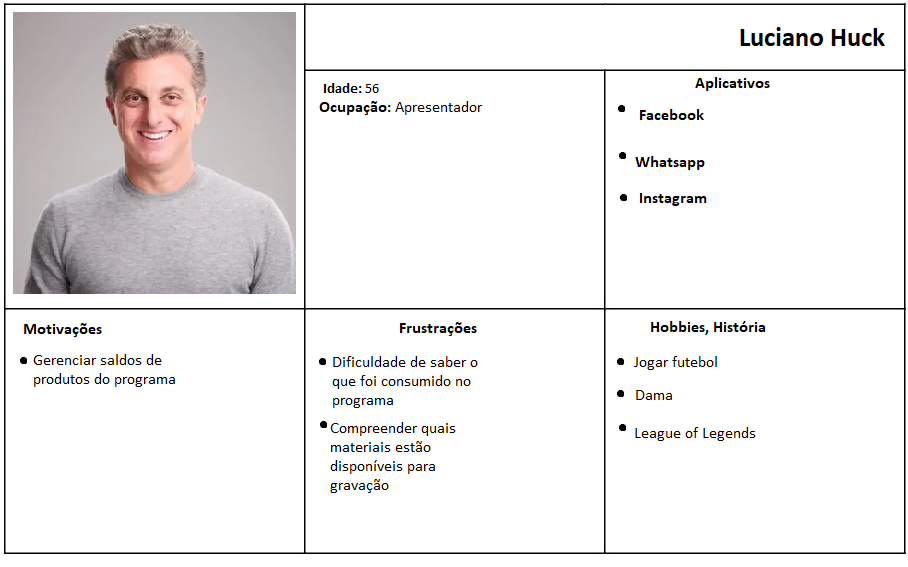 Luciano Huck
Idade: 56
Ocupação: Apresentador
Aplicativos
Facebook
Whatsapp
Instagram
Motivações
Gerenciar saldos de
produtos do programa
Frustrações
Dificuldade de saber o
que foi consumido no
programa
Compreender quais
materiais estão
disponíveis para
gravação
Hobbies, História
Jogar futebol
Dama
League of Legends